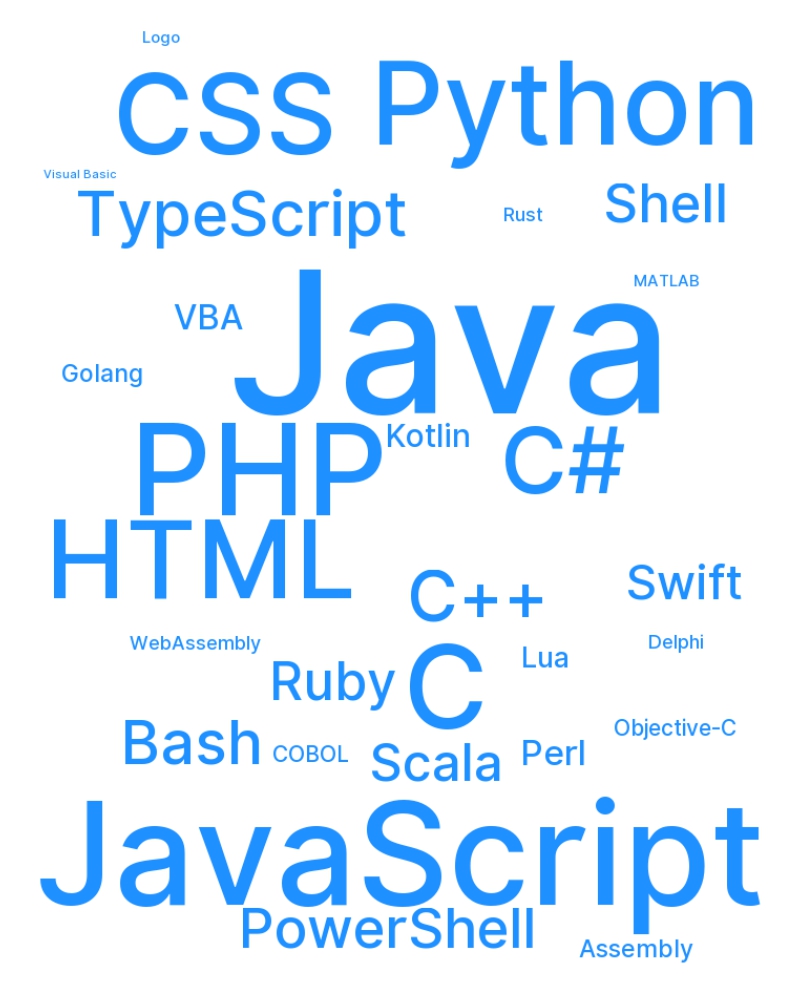 Logo
CSS Python
Visual Basic
TypeScript Rust Shell
MATLAB
VBA Java
Golang
PHP Kotlin C#
HTML
C++ Swift
WebAssembly Lua Delphi
Ruby C
Objective-C
Bash COBOL Scala Perl
JavaScript
PowerShell Assembly